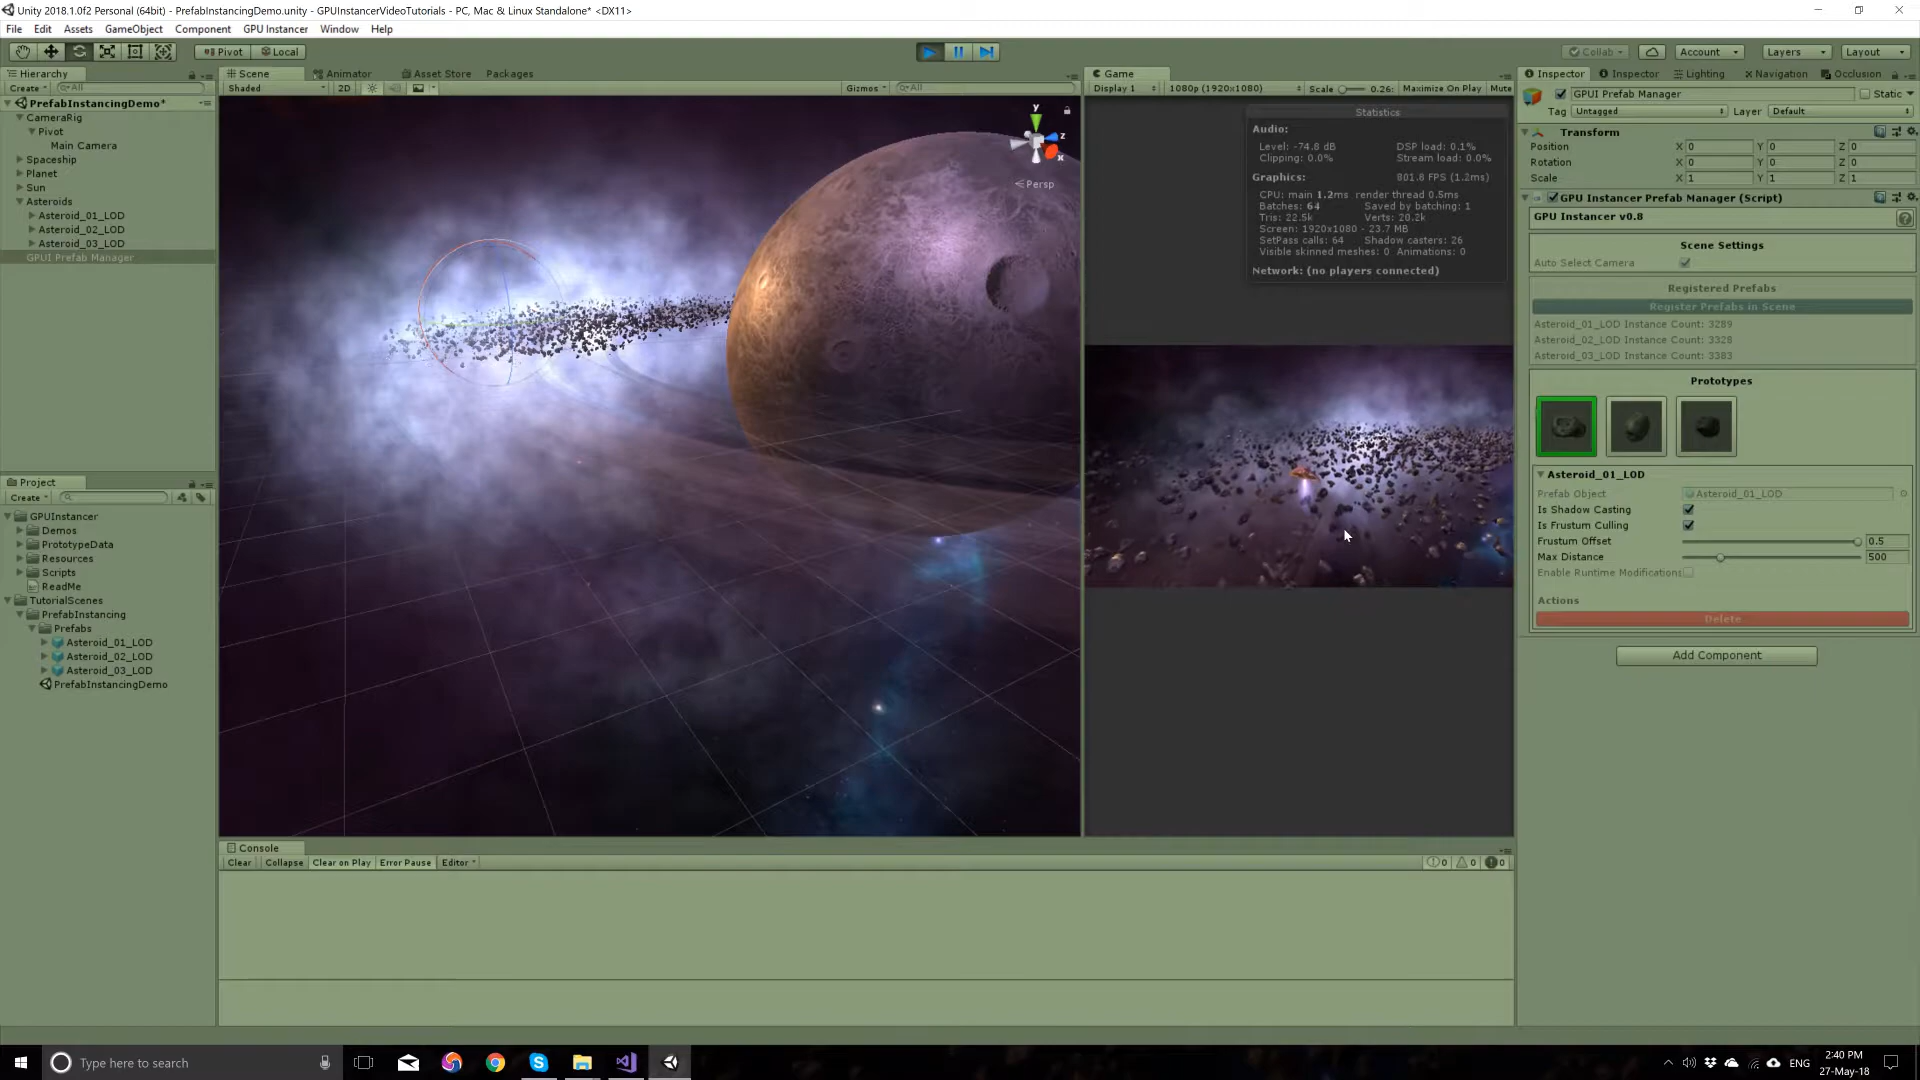 Unity 2018.1.0f2 Personal (64bit) - PrefabInstancingDemo.unity - GPUInstancerVideoTutorials - PC, Mac & Linux Standalone* <DX11>
File Edit Assets GameObject Component GPU Instancer Window Help
Pivot Local Collab Account Layers Layout
Hierarchy
Create All
PrefabInstancingDemo*
CameraRig
Pivot
Main Camera
Spaceship
Planet
Sun
Asteroids
Asteroid_01_LOD
Asteroid_02_LOD
Asteroid_03_LOD
GPUI Prefab Manager
Project
Create
GPUInstancer
Demos
PrototypeData
Resources
Scripts
ReadMe
TutorialScenes
PrefabInstancing
Prefabs
Asteroid_01_LOD
Asteroid_02_LOD
Asteroid_03_LOD
PrefabInstancingDemo
Scene Animator Asset Store Packages
Shaded 2D Gizmos All
y
z
x
Persp
Game
Display 1 1080p (1920x1080) Scale 0.26: Maximize On Play Mute
Statistics
Audio:
Level: -74.8 dB DSP load: 0.1%
Clipping: 0.0% Stream load: 0.0%
Graphics: 801.8 FPS (1.2ms)
CPU: main 1.2ms render thread 0.5ms
Batches: 64 Saved by batching: 1
Tris: 22.5k Verts: 20.2k
Screen: 1920x1080 - 23.7 MB
SetPass calls: 64 Shadow casters: 26
Visible skinned meshes: 0 Animations: 0
Network: (no players connected)
Console
Clear Collapse Clear on Play Error Pause Editor 0 0 0
Inspector Inspector Lighting Navigation Occlusion
GPUI Prefab Manager Static
Tag Untagged Layer Default
Transform
Position X 0 Y 0 Z 0
Rotation X 0 Y 0 Z 0
Scale X 1 Y 1 Z 1
GPU Instancer Prefab Manager (Script)
GPU Instancer v0.8
Scene Settings
Auto Select Camera
Registered Prefabs
Register Prefabs in Scene
Asteroid_01_LOD Instance Count: 3289
Asteroid_02_LOD Instance Count: 3328
Asteroid_03_LOD Instance Count: 3383
Prototypes
Asteroid_01_LOD
Prefab Object Asteroid_01_LOD
Is Shadow Casting
Is Frustum Culling
Frustum Offset 0.5
Max Distance 500
Enable Runtime Modifications
Actions
Delete
Add Component
Type here to search
ENG
2:40 PM
27-May-18